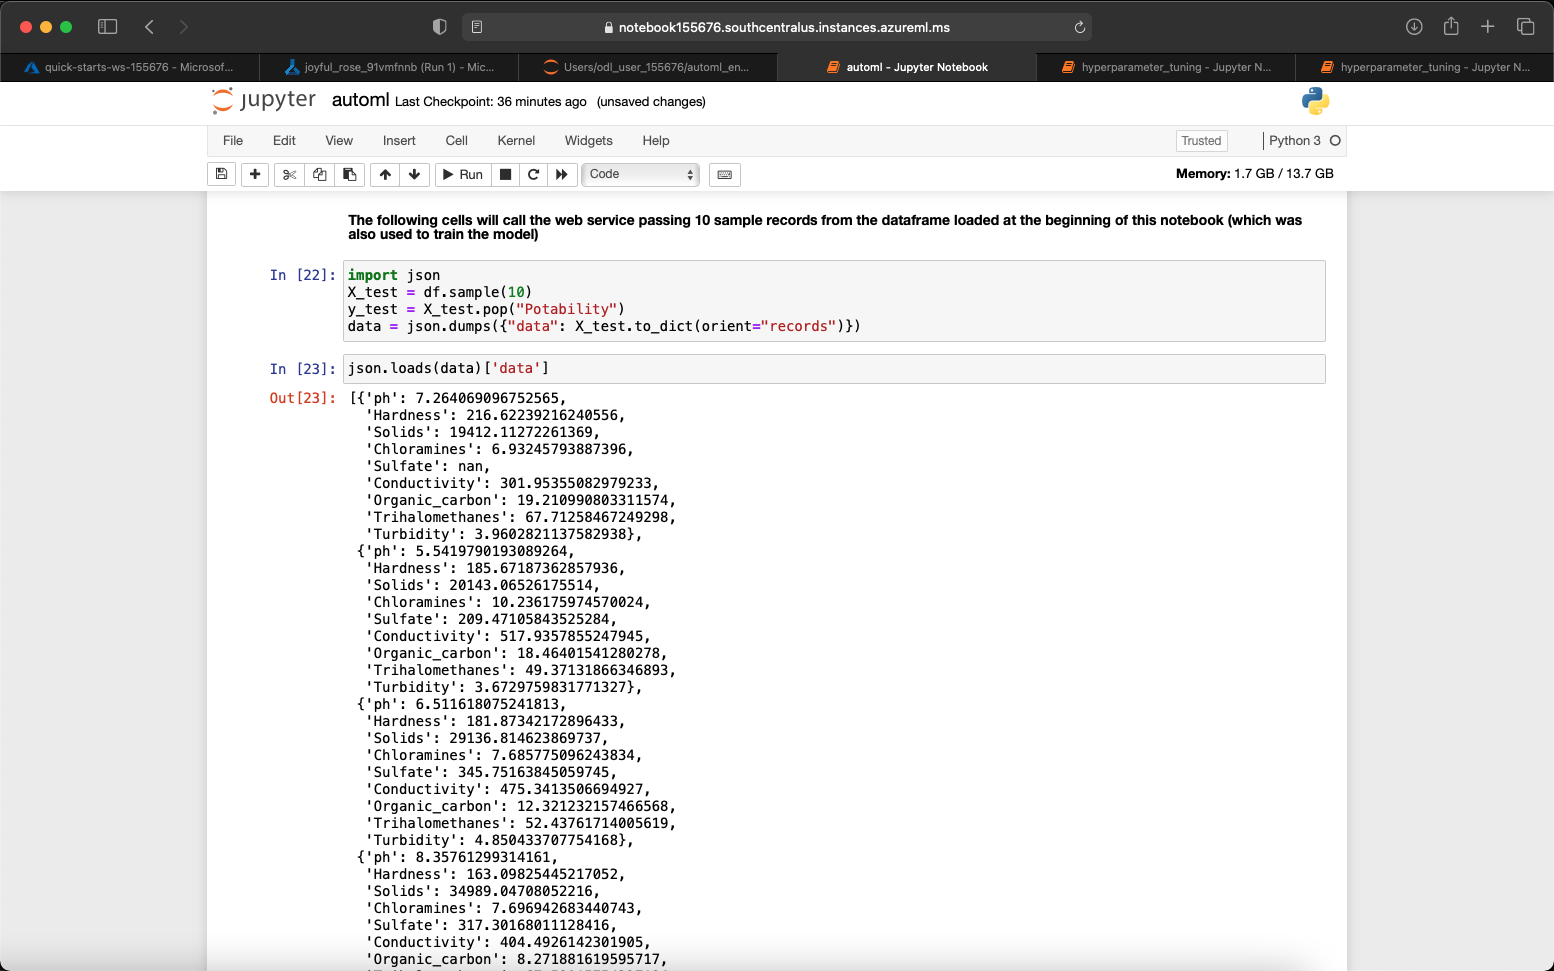 notebook155676.southcentralus.instances.azureml.ms
quick-starts-ws-155676 - Microsof...
joyful_rose_91vmfnnb (Run 1) - Mic...
Users/odl_user_155676/automl_en...
automl - Jupyter Notebook
hyperparameter_tuning - Jupyter N...
hyperparameter_tuning - Jupyter N...
jupyter automl Last Checkpoint: 36 minutes ago (unsaved changes)
File Edit View Insert Cell Kernel Widgets Help Trusted Python 3
Run Code Memory: 1.7 GB / 13.7 GB
The following cells will call the web service passing 10 sample records from the dataframe loaded at the beginning of this notebook (which was
also used to train the model)
In [22]: import json
X_test = df.sample(10)
y_test = X_test.pop("Potability")
data = json.dumps({"data": X_test.to_dict(orient="records")})
In [23]: json.loads(data)['data']
Out[23]: [{'ph': 7.264069096752565,
'Hardness': 216.62239216240556,
'Solids': 19412.11272261369,
'Chloramines': 6.93245793887396,
'Sulfate': nan,
'Conductivity': 301.95355082979233,
'Organic_carbon': 19.210990803311574,
'Trihalomethanes': 67.71258467249298,
'Turbidity': 3.9602821137582938},
{'ph': 5.5419790193089264,
'Hardness': 185.67187362857936,
'Solids': 20143.06526175514,
'Chloramines': 10.236175974570024,
'Sulfate': 209.47105843525284,
'Conductivity': 517.9357855247945,
'Organic_carbon': 18.46401541280278,
'Trihalomethanes': 49.37131866346893,
'Turbidity': 3.6729759831771327},
{'ph': 6.511618075241813,
'Hardness': 181.87342172896433,
'Solids': 29136.814623869737,
'Chloramines': 7.685775096243834,
'Sulfate': 345.75163845059745,
'Conductivity': 475.3413506694927,
'Organic_carbon': 12.321232157466568,
'Trihalomethanes': 52.43761714005619,
'Turbidity': 4.850433707754168},
{'ph': 8.35761299314161,
'Hardness': 163.09825445217052,
'Solids': 34989.04708052216,
'Chloramines': 7.696942683440743,
'Sulfate': 317.30168011128416,
'Conductivity': 404.4926142301905,
'Organic_carbon': 8.271881619595717,